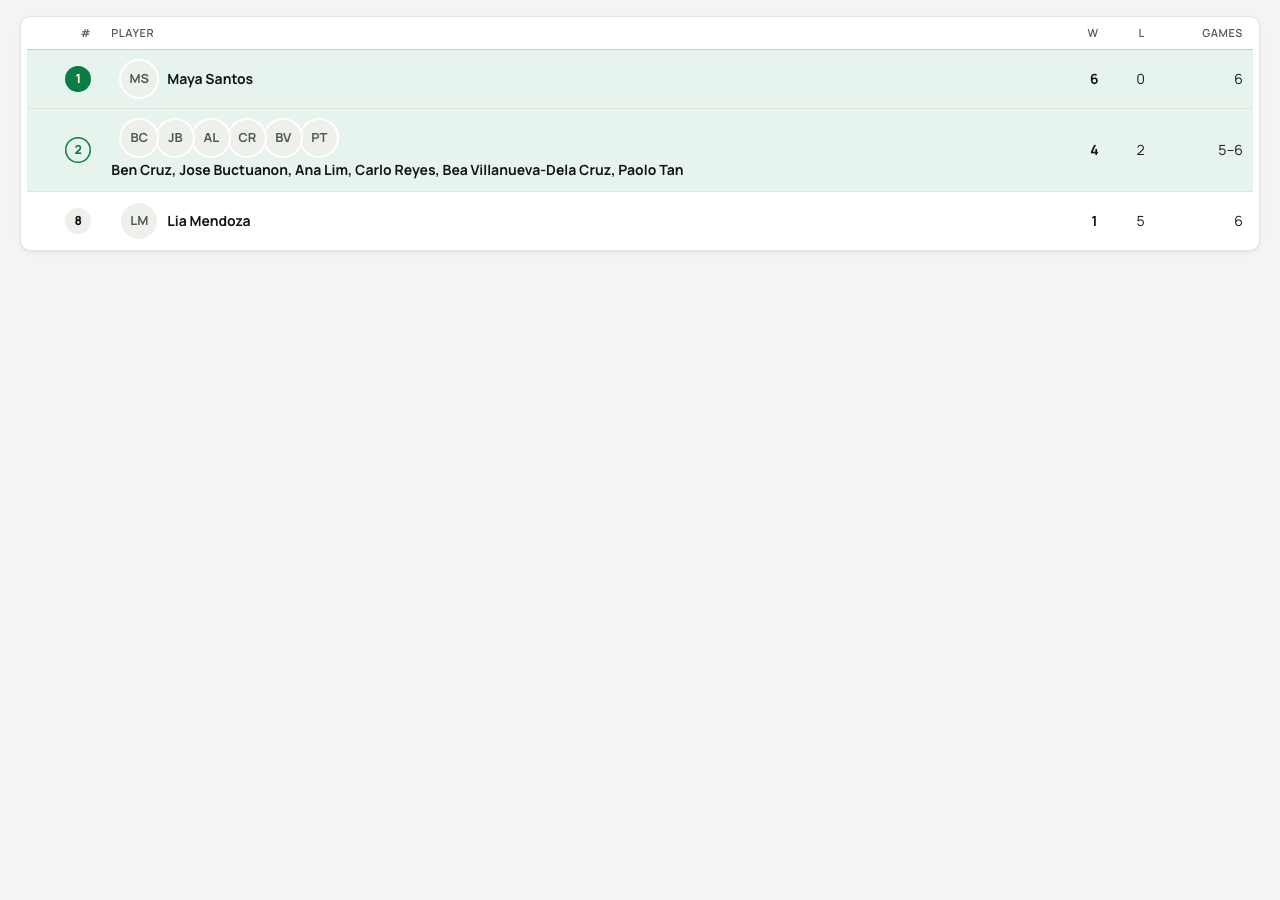 # PLAYER W L GAMES
1 MS Maya Santos 6 0 6
BC JB AL CR BV PT
2 4 2 5–6
Ben Cruz, Jose Buctuanon, Ana Lim, Carlo Reyes, Bea Villanueva-Dela Cruz, Paolo Tan
8 LM Lia Mendoza 1 5 6